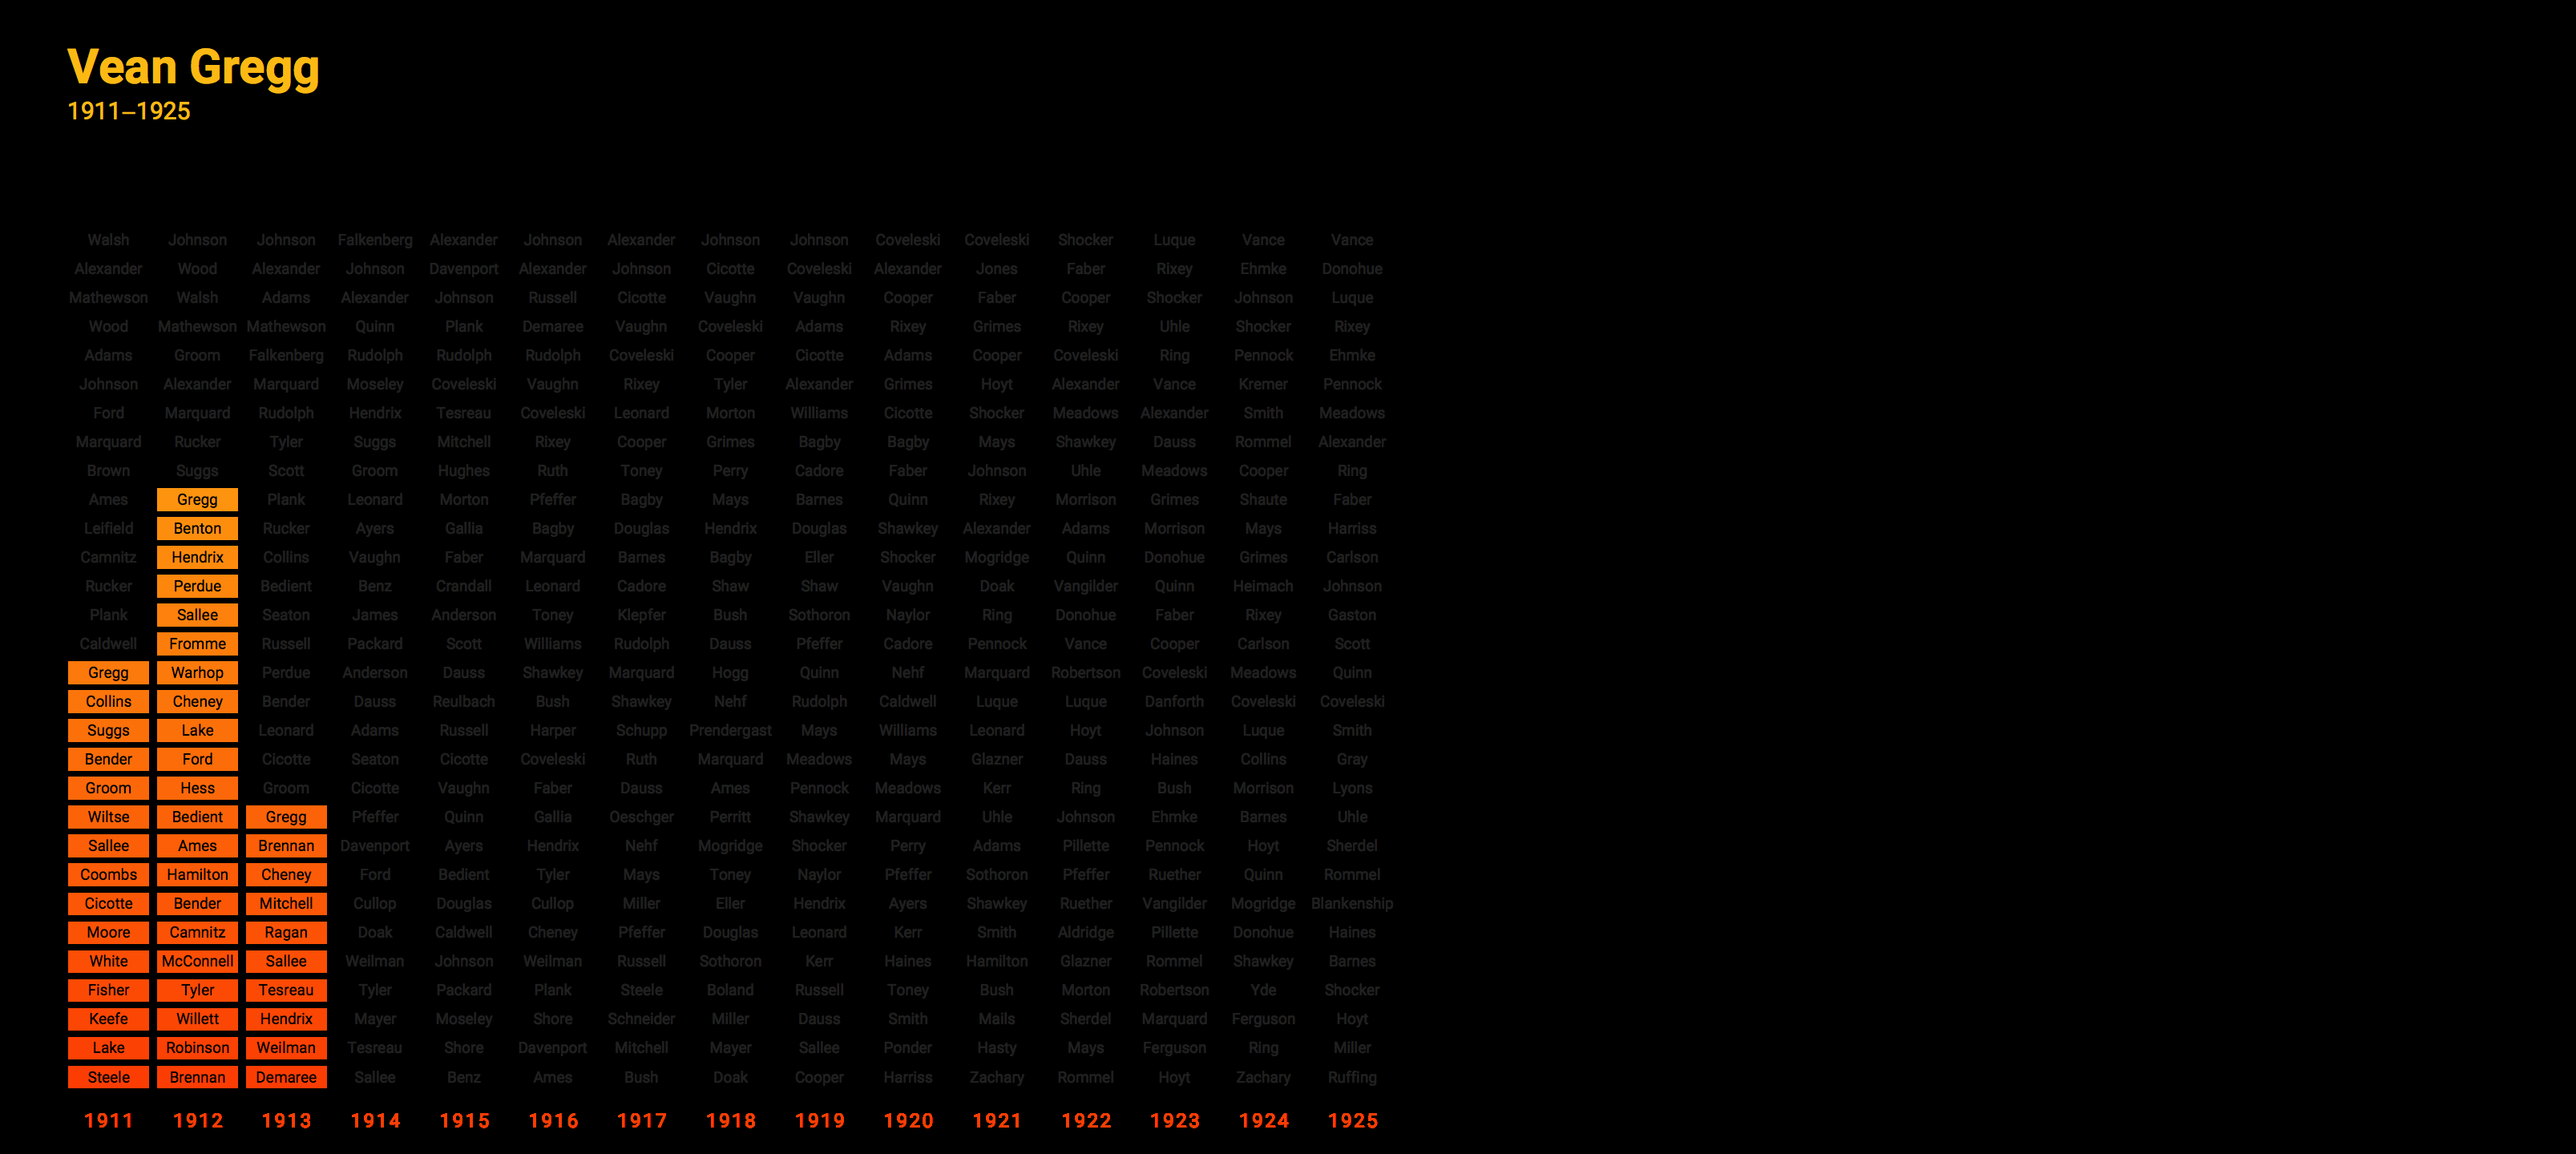 Vean Gregg
1911–1925
Walsh Johnson Johnson Falkenberg Alexander Johnson Alexander Johnson Johnson Coveleski Coveleski Shocker Luque Vance Vance
Alexander Wood Alexander Johnson Davenport Alexander Johnson Cicotte Coveleski Alexander Jones Faber Rixey Ehmke Donohue
Mathewson Walsh Adams Alexander Johnson Russell Cicotte Vaughn Vaughn Cooper Faber Cooper Shocker Johnson Luque
Wood Mathewson Mathewson Quinn Plank Demaree Vaughn Coveleski Adams Rixey Grimes Rixey Uhle Shocker Rixey
Adams Groom Falkenberg Rudolph Rudolph Rudolph Coveleski Cooper Cicotte Adams Cooper Coveleski Ring Pennock Ehmke
Johnson Alexander Marquard Moseley Coveleski Vaughn Rixey Tyler Alexander Grimes Hoyt Alexander Vance Kremer Pennock
Ford Marquard Rudolph Hendrix Tesreau Coveleski Leonard Morton Williams Cicotte Shocker Meadows Alexander Smith Meadows
Marquard Rucker Tyler Suggs Mitchell Rixey Cooper Grimes Bagby Bagby Mays Shawkey Dauss Rommel Alexander
Brown Suggs Scott Groom Hughes Ruth Toney Perry Cadore Faber Johnson Uhle Meadows Cooper Ring
Ames Gregg Plank Leonard Morton Pfeffer Bagby Mays Barnes Quinn Rixey Morrison Grimes Shaute Faber
Leifield Benton Rucker Ayers Gallia Bagby Douglas Hendrix Douglas Shawkey Alexander Adams Morrison Mays Harriss
Camnitz Hendrix Collins Vaughn Faber Marquard Barnes Bagby Eller Shocker Mogridge Quinn Donohue Grimes Carlson
Rucker Perdue Bedient Benz Crandall Leonard Cadore Shaw Shaw Vaughn Doak Vangilder Quinn Heimach Johnson
Plank Sallee Seaton James Anderson Toney Klepfer Bush Sothoron Naylor Ring Donohue Faber Rixey Gaston
Caldwell Fromme Russell Packard Scott Williams Rudolph Dauss Pfeffer Cadore Pennock Vance Cooper Carlson Scott
Gregg Warhop Perdue Anderson Dauss Shawkey Marquard Hogg Quinn Nehf Marquard Robertson Coveleski Meadows Quinn
Collins Cheney Bender Dauss Reulbach Bush Shawkey Nehf Rudolph Caldwell Luque Luque Danforth Coveleski Coveleski
Suggs Lake Leonard Adams Russell Harper Schupp Prendergast Mays Williams Leonard Hoyt Johnson Luque Smith
Bender Ford Cicotte Seaton Cicotte Coveleski Ruth Marquard Meadows Mays Glazner Dauss Haines Collins Gray
Groom Hess Groom Cicotte Vaughn Faber Dauss Ames Pennock Meadows Kerr Ring Bush Morrison Lyons
Wiltse Bedient Gregg Pfeffer Quinn Gallia Oeschger Perritt Shawkey Marquard Uhle Johnson Ehmke Barnes Uhle
Sallee Ames Brennan Davenport Ayers Hendrix Nehf Mogridge Shocker Perry Adams Pillette Pennock Hoyt Sherdel
Coombs Hamilton Cheney Ford Bedient Tyler Mays Toney Naylor Pfeffer Sothoron Pfeffer Ruether Quinn Rommel
Cicotte Bender Mitchell Cullop Douglas Cullop Miller Eller Hendrix Ayers Shawkey Ruether Vangilder Mogridge Blankenship
Moore Camnitz Ragan Doak Caldwell Cheney Pfeffer Douglas Leonard Kerr Smith Aldridge Pillette Donohue Haines
White McConnell Sallee Weilman Johnson Weilman Russell Sothoron Kerr Haines Hamilton Glazner Rommel Shawkey Barnes
Fisher Tyler Tesreau Tyler Packard Plank Steele Boland Russell Toney Bush Morton Robertson Yde Shocker
Keefe Willett Hendrix Mayer Moseley Shore Schneider Miller Dauss Smith Mails Sherdel Marquard Ferguson Hoyt
Lake Robinson Weilman Tesreau Shore Davenport Mitchell Mayer Sallee Ponder Hasty Mays Ferguson Ring Miller
Steele Brennan Demaree Sallee Benz Ames Bush Doak Cooper Harriss Zachary Rommel Hoyt Zachary Ruffing
1911 1912 1913 1914 1915 1916 1917 1918 1919 1920 1921 1922 1923 1924 1925